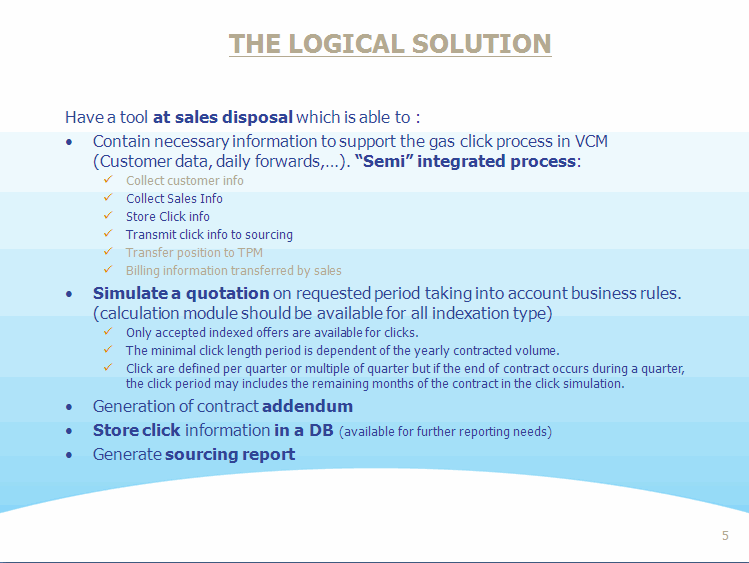 THE LOGICAL SOLUTION
Have a tool at sales disposal which is able to :
• Contain necessary information to support the gas click process in VCM
(Customer data, daily forwards,…). “Semi” integrated process:
✓ Collect customer info
✓ Collect Sales Info
✓ Store Click info
✓ Transmit click info to sourcing
✓ Transfer position to TPM
✓ Billing information transferred by sales
• Simulate a quotation on requested period taking into account business rules.
(calculation module should be available for all indexation type)
✓ Only accepted indexed offers are available for clicks.
✓ The minimal click length period is dependent of the yearly contracted volume.
✓ Click are defined per quarter or multiple of quarter but if the end of contract occurs during a quarter,
the click period may includes the remaining months of the contract in the click simulation.
• Generation of contract addendum
• Store click information in a DB (available for further reporting needs)
• Generate sourcing report
5